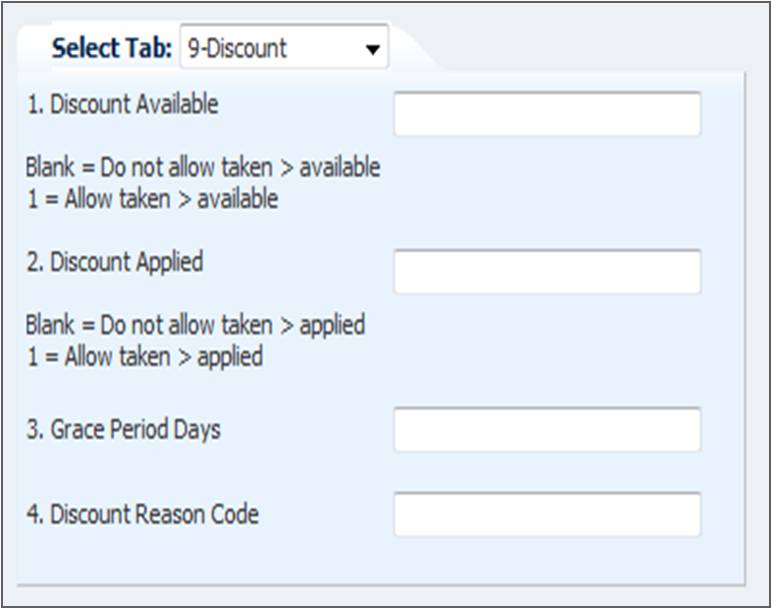 Select Tab: 9-Discount
1. Discount Available
Blank = Do not allow taken > available
1 = Allow taken > available
2. Discount Applied
Blank = Do not allow taken > applied
1 = Allow taken > applied
3. Grace Period Days
4. Discount Reason Code